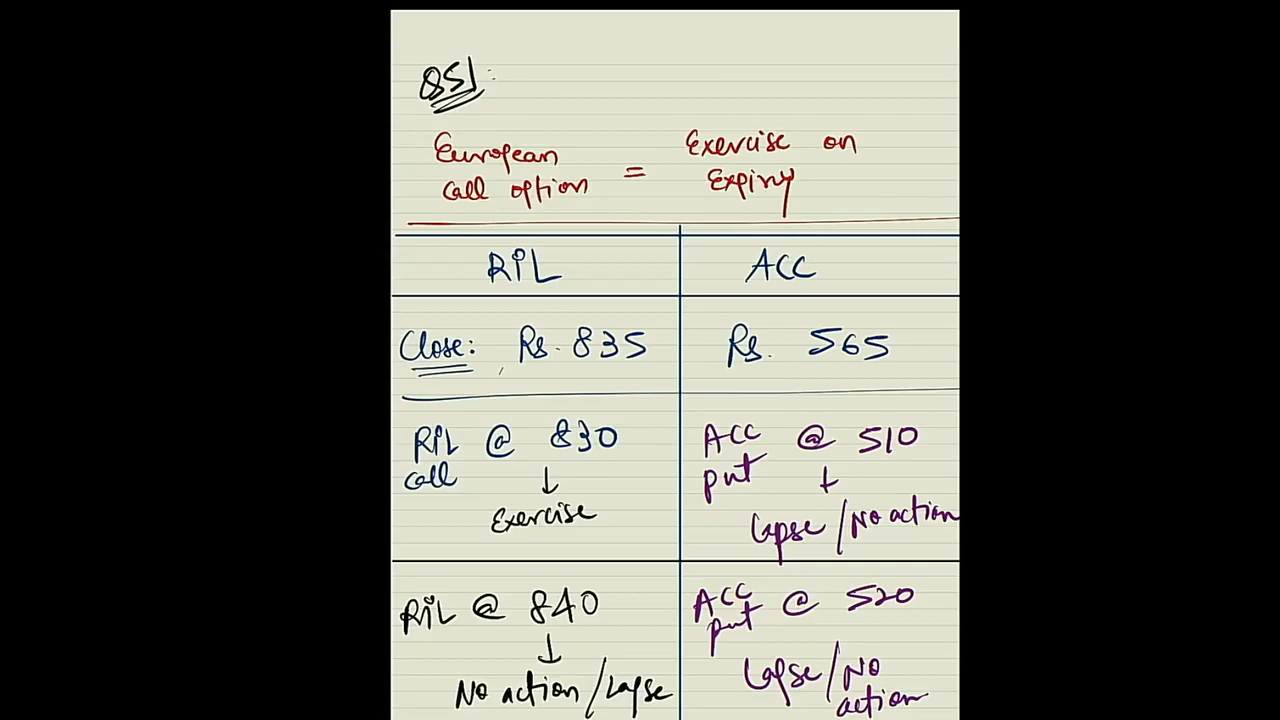 Q51:
European
call option
=
Exercise on
Expiry
RIL
ACC
Close: Rs. 835
Rs. 565
RIL @ 830
call
↓
Exercise
ACC @ 510
put ↓
Lapse/No action
RIL @ 840
↓
No action/Lapse
ACC @ 520
put
Lapse/No
action